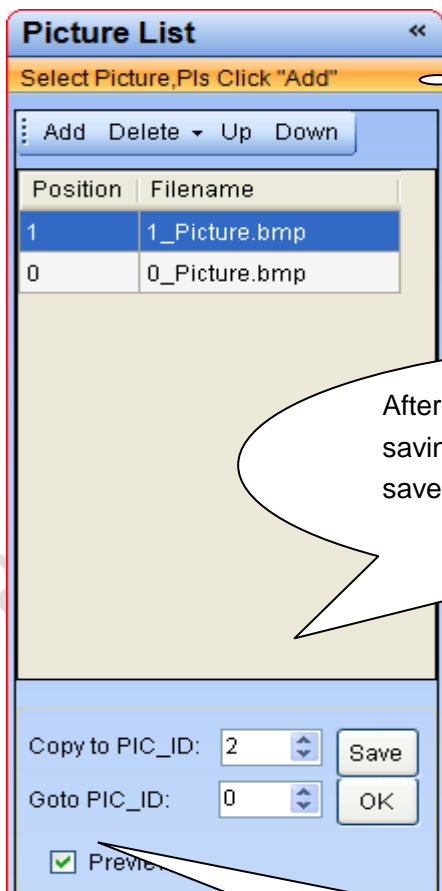 Picture List «
Select Picture,Pls Click "Add"
Add Delete Up Down
Position Filename
1 1_Picture.bmp
0 0_Picture.bmp
After
save
Copy to PIC_ID: 2 Save
Goto PIC_ID: 0 OK